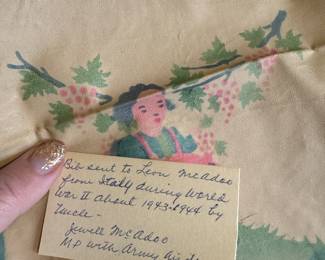 Bib sent to Leon McAdoo
from Italy during World
War II about 1943-1944 by
Uncle -
Jewell McAdoo
MP with Army Air